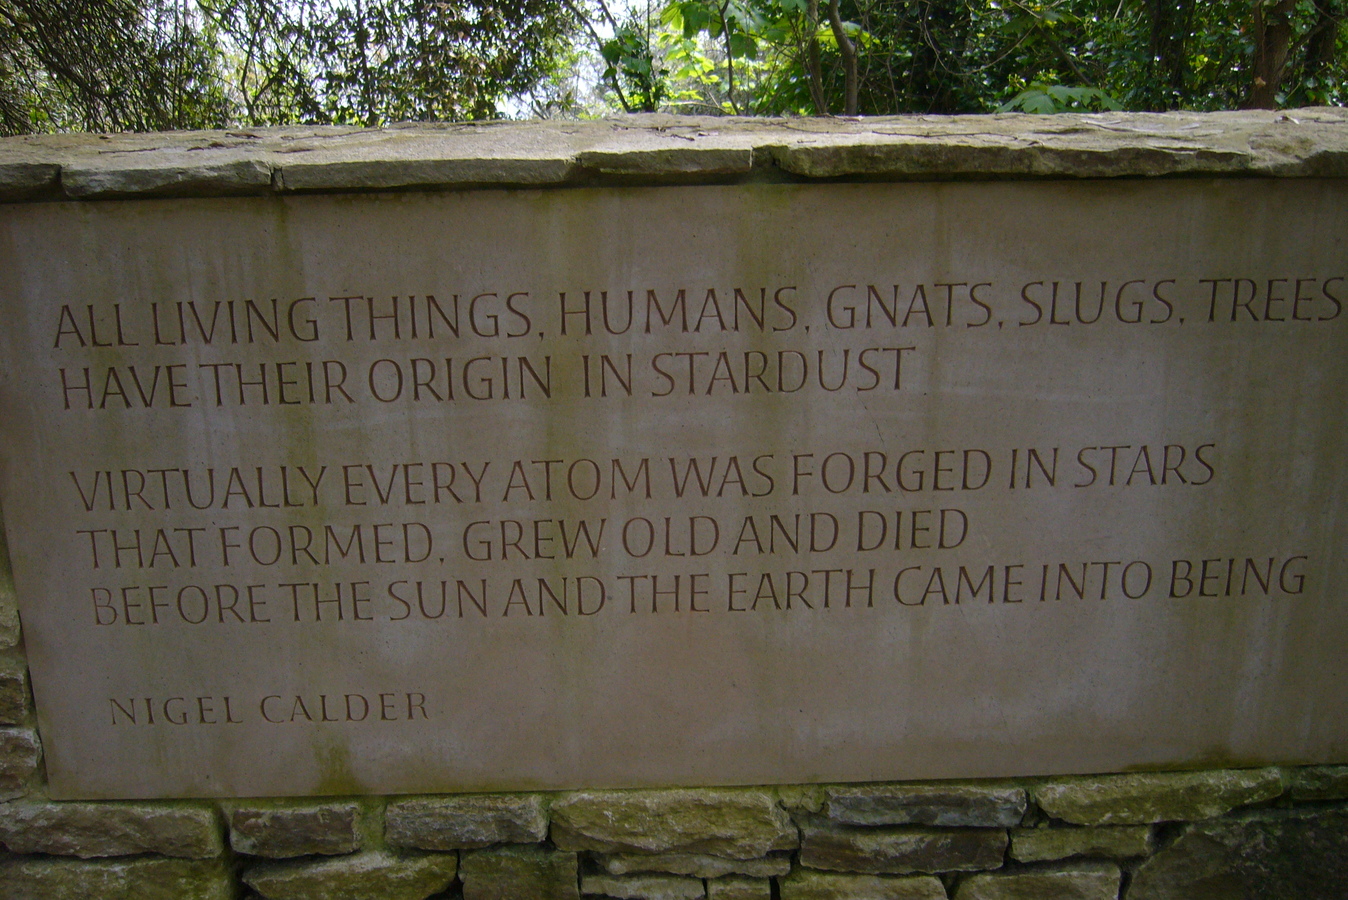 ALL LIVING THINGS, HUMANS, GNATS, SLUGS, TREES
HAVE THEIR ORIGIN IN STARDUST
VIRTUALLY EVERY ATOM WAS FORGED IN STARS
THAT FORMED, GREW OLD AND DIED
BEFORE THE SUN AND THE EARTH CAME INTO BEING
NIGEL CALDER